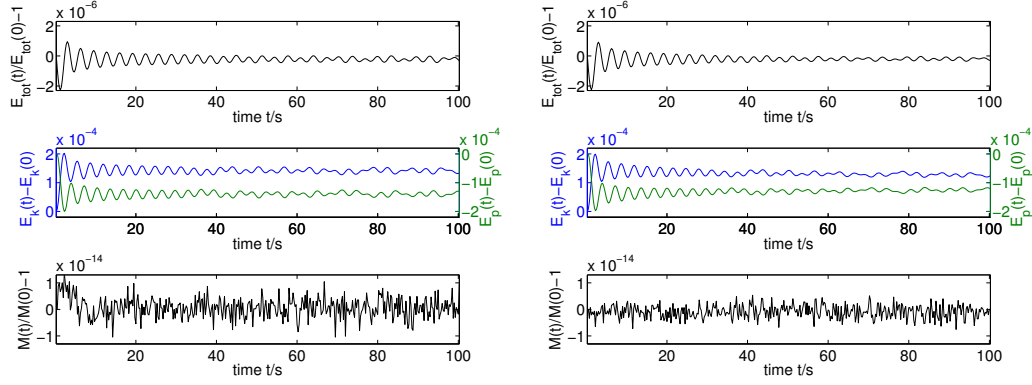 x 10⁻⁶
E_tot(t)/E_tot(0)−1
2
0
−2
20 40 60 80 100
time t/s
x 10⁻⁶
E_tot(t)/E_tot(0)−1
2
0
−2
20 40 60 80 100
time t/s
x 10⁻⁴
E_k(t)−E_k(0)
2
1
0
x 10⁻⁴
0
−1
−2
E_p(t)−E_p(0)
20 40 60 80 100
time t/s
x 10⁻⁴
E_k(t)−E_k(0)
2
1
0
x 10⁻⁴
0
−1
−2
E_p(t)−E_p(0)
20 40 60 80 100
time t/s
x 10⁻¹⁴
M(t)/M(0)−1
1
0
−1
20 40 60 80 100
time t/s
x 10⁻¹⁴
M(t)/M(0)−1
1
0
−1
20 40 60 80 100
time t/s